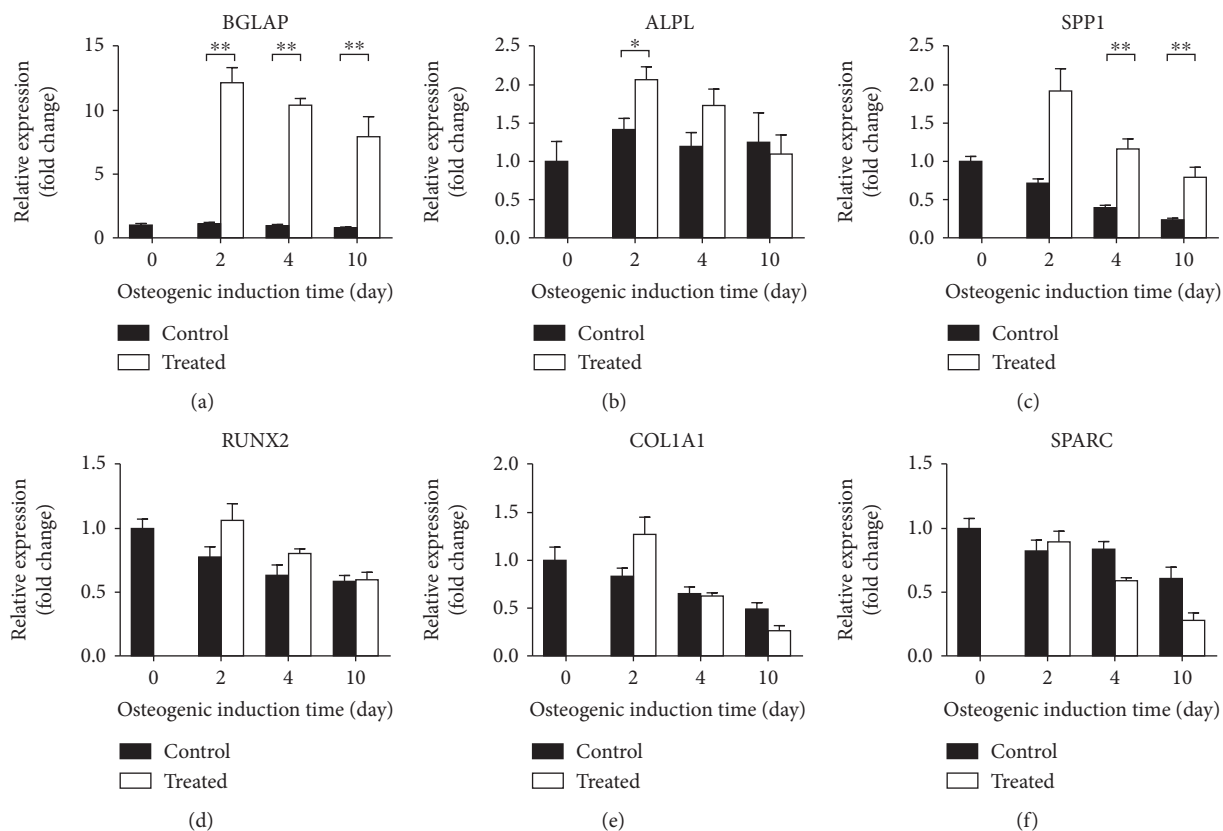 BGLAP
** ** **
Relative expression
(fold change)
15
10
5
0
0 2 4 10
Osteogenic induction time (day)
Control
Treated
(a)
ALPL
*
Relative expression
(fold change)
2.5
2.0
1.5
1.0
0.5
0.0
0 2 4 10
Osteogenic induction time (day)
Control
Treated
(b)
SPP1
** **
Relative expression
(fold change)
2.5
2.0
1.5
1.0
0.5
0.0
0 2 4 10
Osteogenic induction time (day)
Control
Treated
(c)
RUNX2
Relative expression
(fold change)
1.5
1.0
0.5
0.0
0 2 4 10
Osteogenic induction time (day)
Control
Treated
(d)
COL1A1
Relative expression
(fold change)
2.0
1.5
1.0
0.5
0.0
0 2 4 10
Osteogenic induction time (day)
Control
Treated
(e)
SPARC
Relative expression
(fold change)
1.5
1.0
0.5
0.0
0 2 4 10
Osteogenic induction time (day)
Control
Treated
(f)